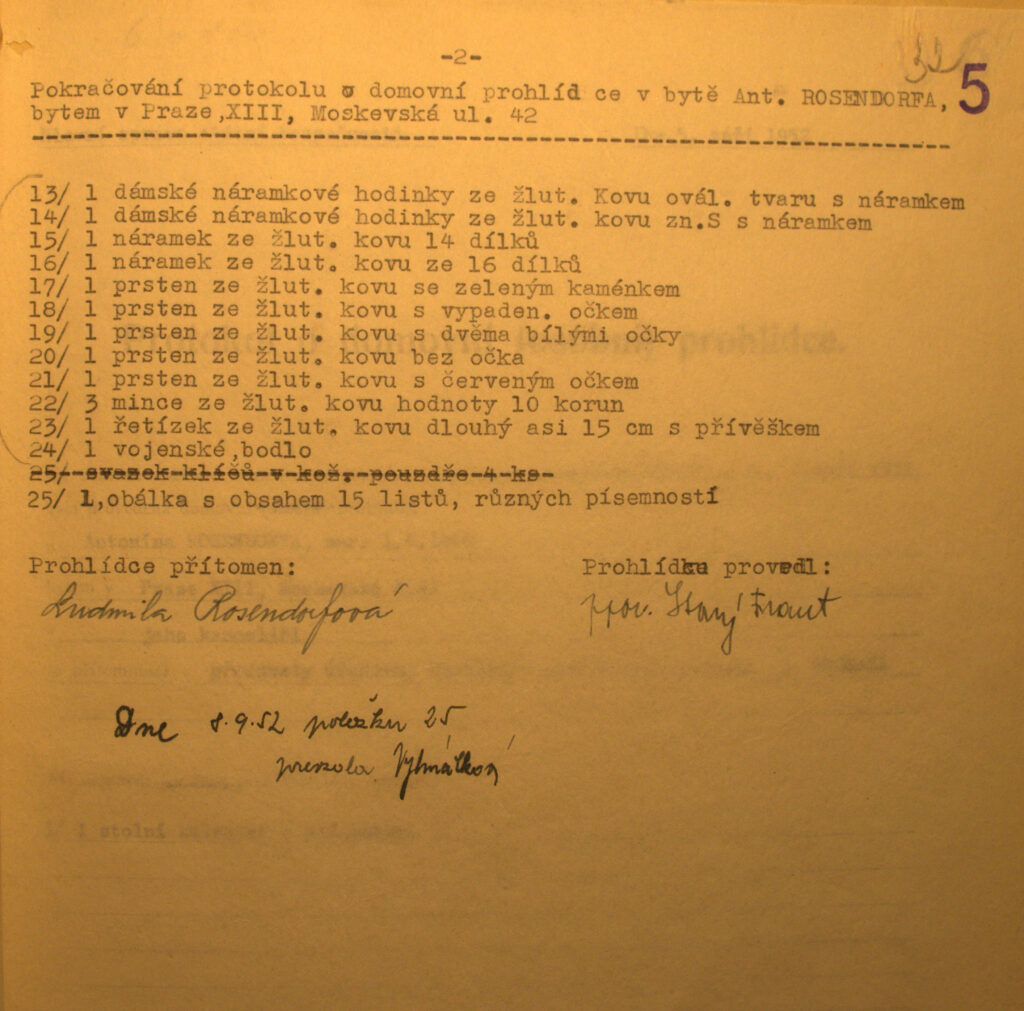 -2-
5
Pokračování protokolu o domovní prohlíd ce v bytě Ant. ROSENDORFA,
bytem v Praze,XIII, Moskevská ul. 42
13/ 1 dámské náramkové hodinky ze žlut. Kovu ovál. tvaru s náramkem
14/ 1 dámské náramkové hodinky ze žlut. kovu zn.S s náramkem
15/ 1 náramek ze žlut. kovu 14 dílků
16/ 1 náramek ze žlut. kovu ze 16 dílků
17/ 1 prsten ze žlut. kovu se zeleným kaménkem
18/ 1 prsten ze žlut. kovu s vypaden. očkem
19/ 1 prsten ze žlut. kovu s dvěma bílými očky
20/ 1 prsten ze žlut. kovu bez očka
21/ 1 prsten ze žlut. kovu s červeným očkem
22/ 3 mince ze žlut. kovu hodnoty 10 korun
23/ 1 řetízek ze žlut. kovu dlouhý asi 15 cm s přívěškem
24/ 1 vojenské,bodlo
25/ svazek klíčů v kož. pouzdře 4 ks
25/ 1,obálka s obsahem 15 listů, různých písemností
Prohlídce přítomen: Prohlídku provedl:
Ludmila Rosendorfová ppor. Starý Frant
Dne 8.9.52 položku 25